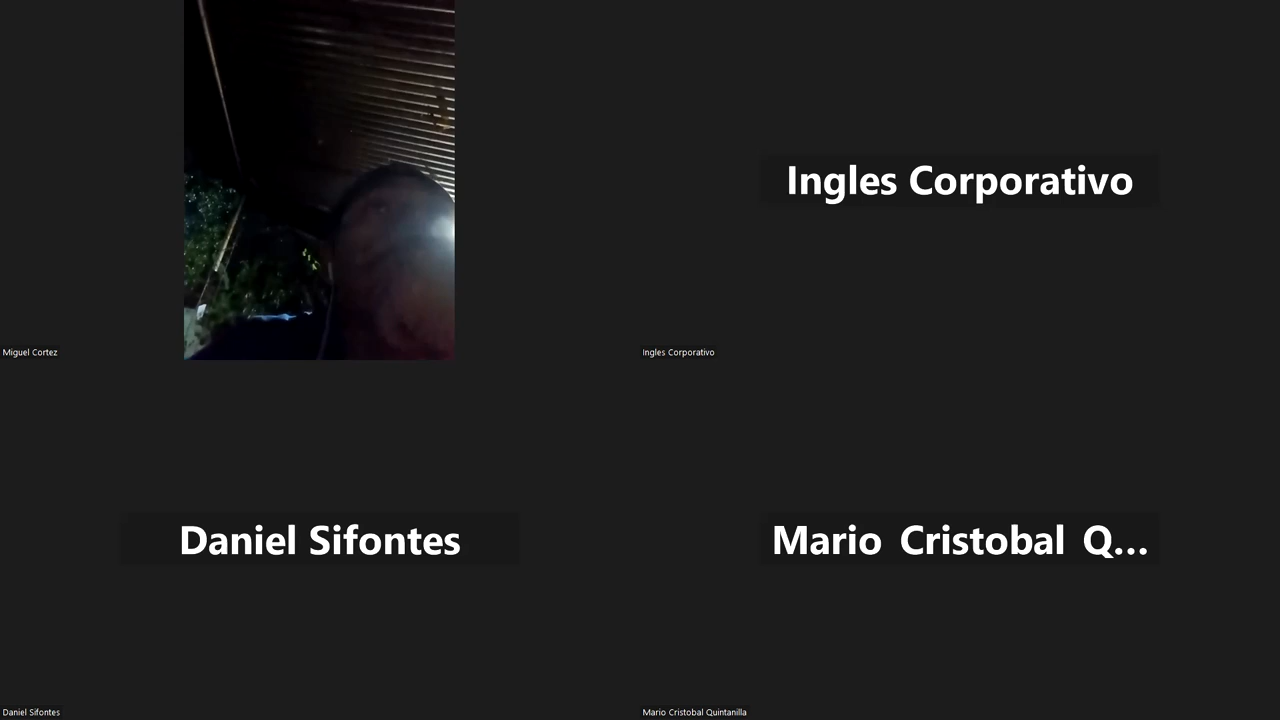 Miguel Cortez
Ingles Corporativo
Ingles Corporativo
Daniel Sifontes
Daniel Sifontes
Mario Cristobal Q...
Mario Cristobal Quintanilla